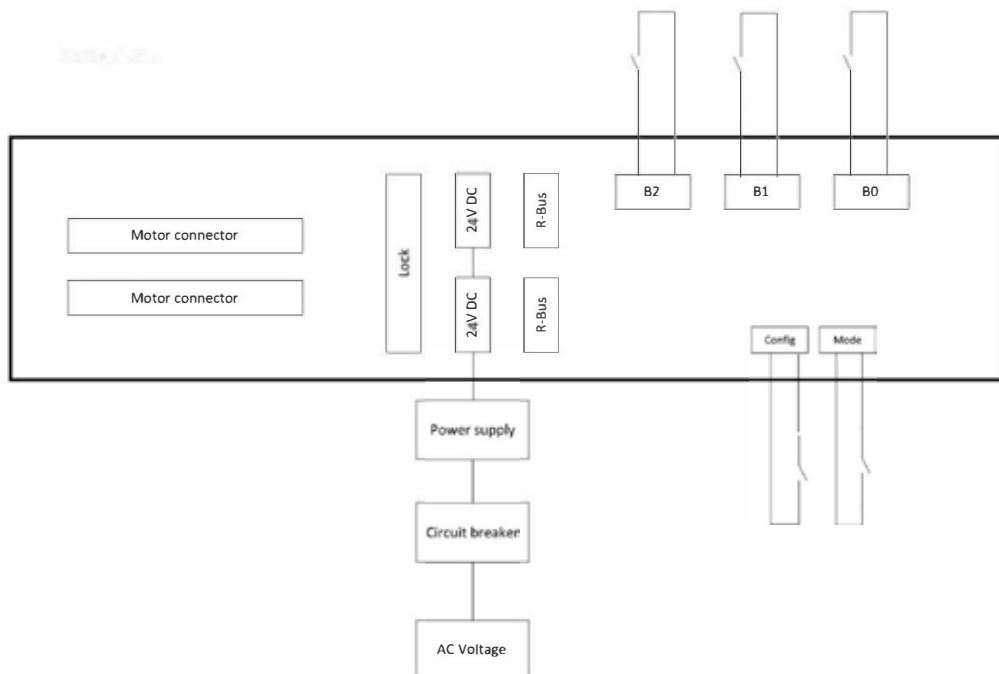 B2
B1
B0
Motor connector
Motor connector
Lock
24V DC
R-Bus
24V DC
R-Bus
Config
Mode
Power supply
Circuit breaker
AC Voltage